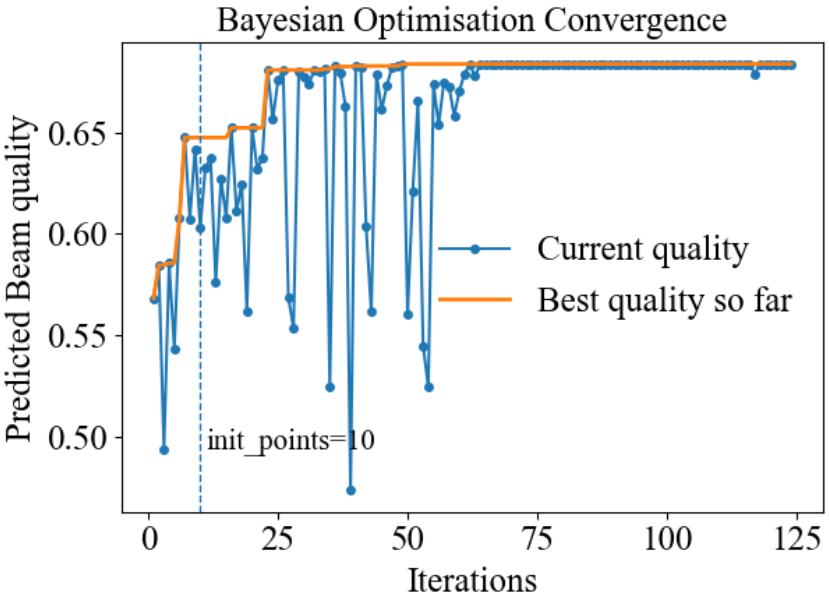 Bayesian Optimisation Convergence
Predicted Beam quality
0.65
0.60
0.55
0.50
Current quality
Best quality so far
init_points=10
0 25 50 75 100 125
Iterations